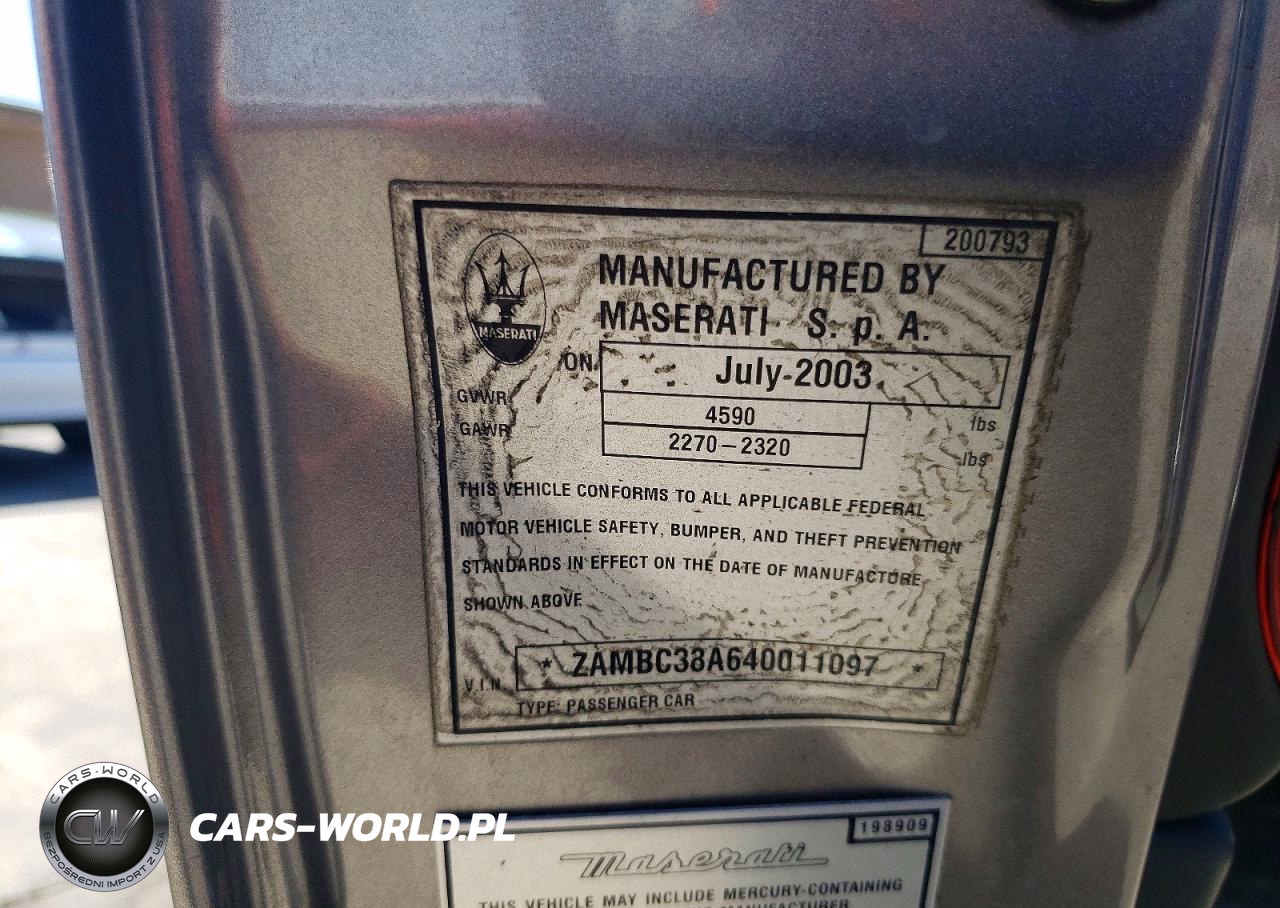 200793
MANUFACTURED BY
MASERATI S. p. A.
MASERATI
ON July-2003
GVWR 4590 lbs
GAWR 2270-2320 lbs
THIS VEHICLE CONFORMS TO ALL APPLICABLE FEDERAL
MOTOR VEHICLE SAFETY, BUMPER, AND THEFT PREVENTION
STANDARDS IN EFFECT ON THE DATE OF MANUFACTURE
SHOWN ABOVE
V.I.N. * ZAMBC38A640011097 *
TYPE: PASSENGER CAR
198909
Maserati
THIS VEHICLE MAY INCLUDE MERCURY-CONTAINING
MANUFACTURER
CARS-WORLD
CW
BEZPOŚREDNI IMPORT Z USA
CARS-WORLD.PL